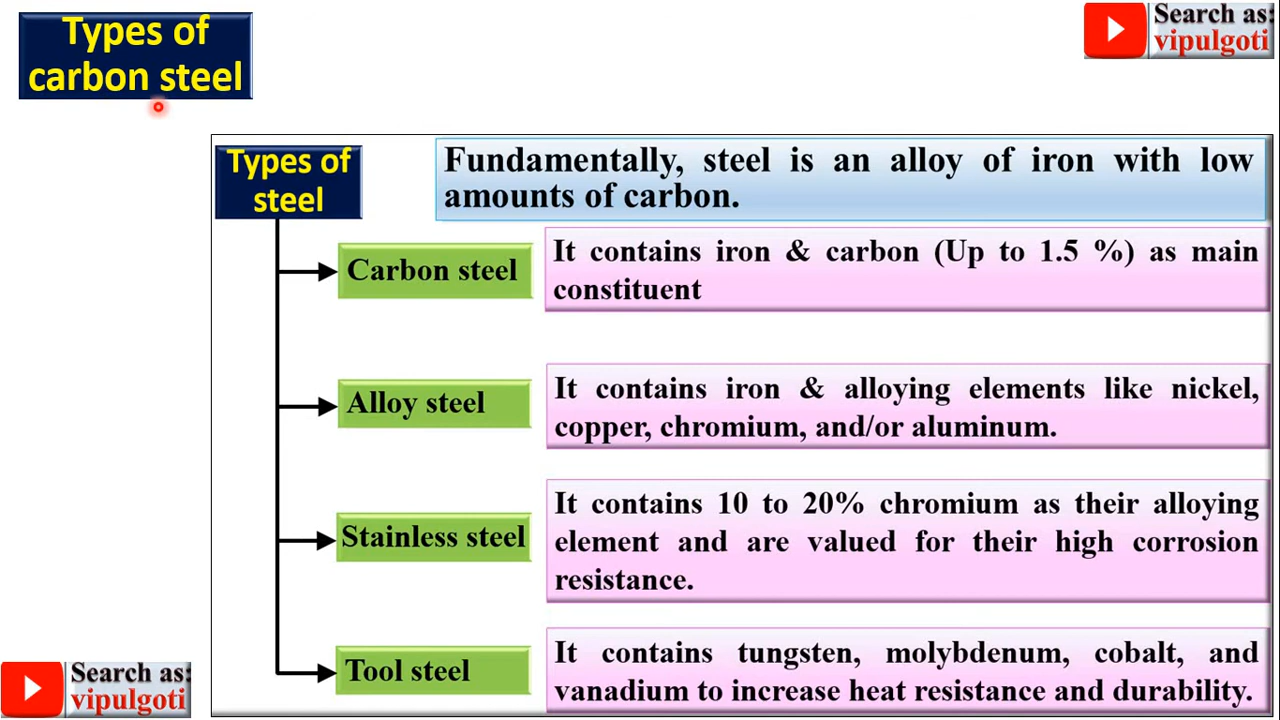 Types of
carbon steel
Search as:
vipulgoti
Types of
steel
Fundamentally, steel is an alloy of iron with low
amounts of carbon.
Carbon steel
It contains iron & carbon (Up to 1.5 %) as main
constituent
Alloy steel
It contains iron & alloying elements like nickel,
copper, chromium, and/or aluminum.
Stainless steel
It contains 10 to 20% chromium as their alloying
element and are valued for their high corrosion
resistance.
Tool steel
It contains tungsten, molybdenum, cobalt, and
vanadium to increase heat resistance and durability.
Search as:
vipulgoti